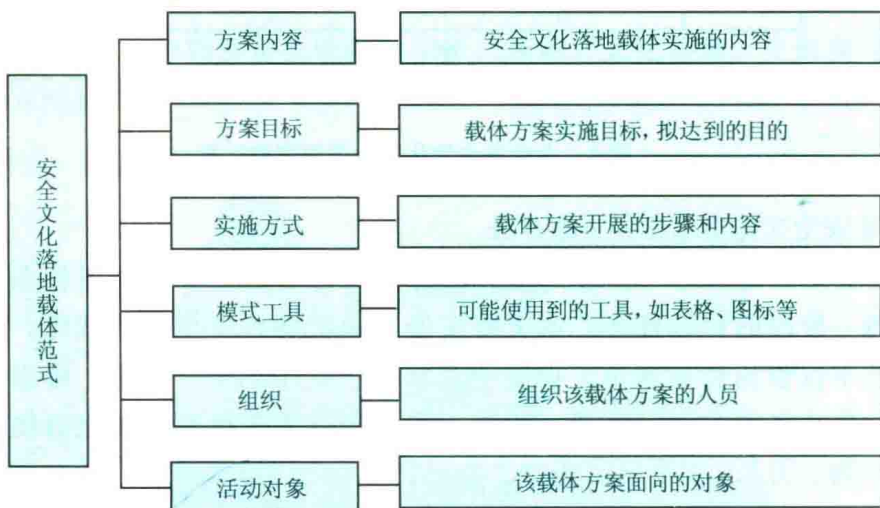 安全文化落地载体范式
方案内容
安全文化落地载体实施的内容
方案目标
载体方案实施目标，拟达到的目的
实施方式
载体方案开展的步骤和内容
模式工具
可能使用到的工具，如表格、图标等
组织
组织该载体方案的人员
活动对象
该载体方案面向的对象